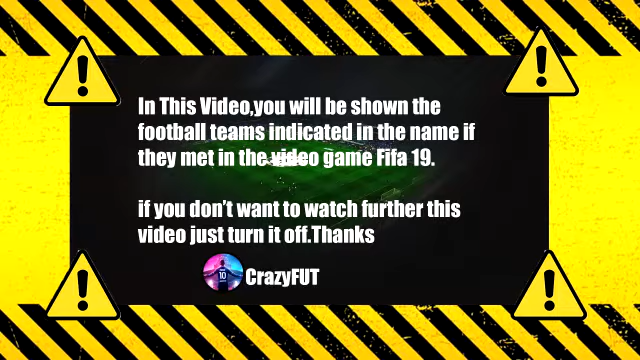 In This Video,you will be shown the
football teams indicated in the name if
they met in the video game Fifa 19.
if you don't want to watch further this
video just turn it off.Thanks
10
CrazyFUT